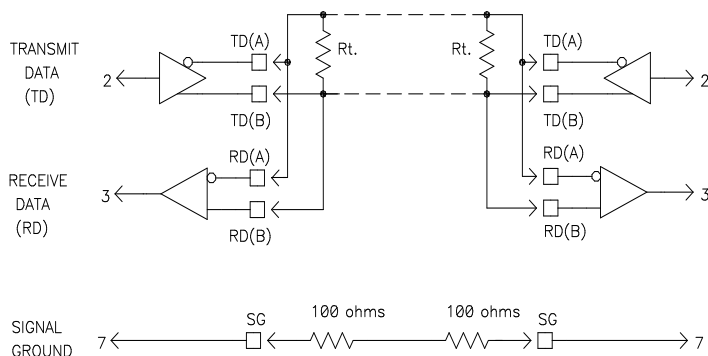 TRANSMIT
DATA
(TD)
2
TD(A)
TD(B)
Rt.
Rt.
TD(A)
TD(B)
2
RECEIVE
DATA
(RD)
3
RD(A)
RD(B)
RD(A)
RD(B)
3
SIGNAL
GROUND
7
SG
100 ohms
100 ohms
SG
7